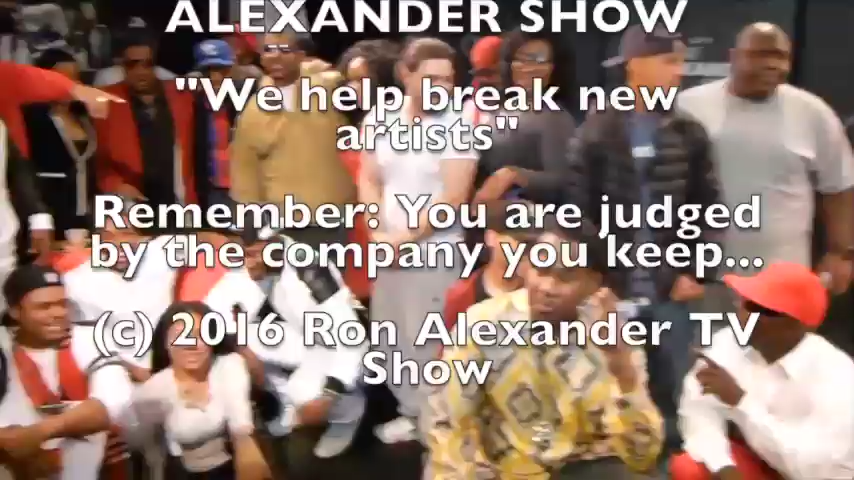 ALEXANDER SHOW
"We help break new
artists"
Remember: You are judged
by the company you keep...
(c) 2016 Ron Alexander TV
Show